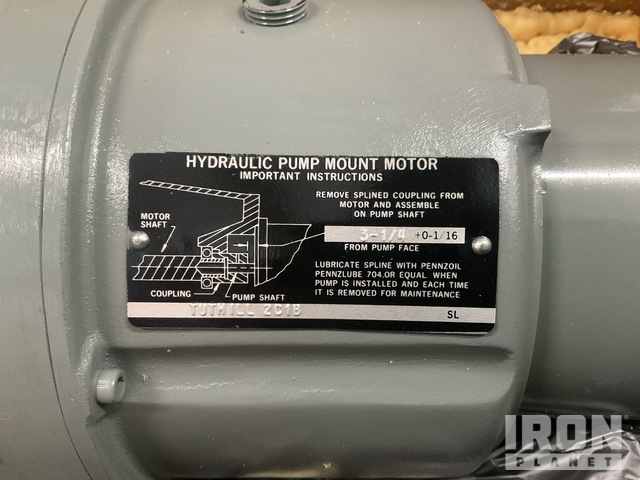 HYDRAULIC PUMP MOUNT MOTOR
IMPORTANT INSTRUCTIONS
REMOVE SPLINED COUPLING FROM
MOTOR AND ASSEMBLE
ON PUMP SHAFT
3-1/4 +0-1/16
FROM PUMP FACE
LUBRICATE SPLINE WITH PENNZOIL
PENNZLUBE 704.OR EQUAL. WHEN
PUMP IS INSTALLED AND EACH TIME
IT IS REMOVED FOR MAINTENANCE
MOTOR
SHAFT
COUPLING
PUMP SHAFT
TUTHILL 2C1B
SL
IRON
PLANET